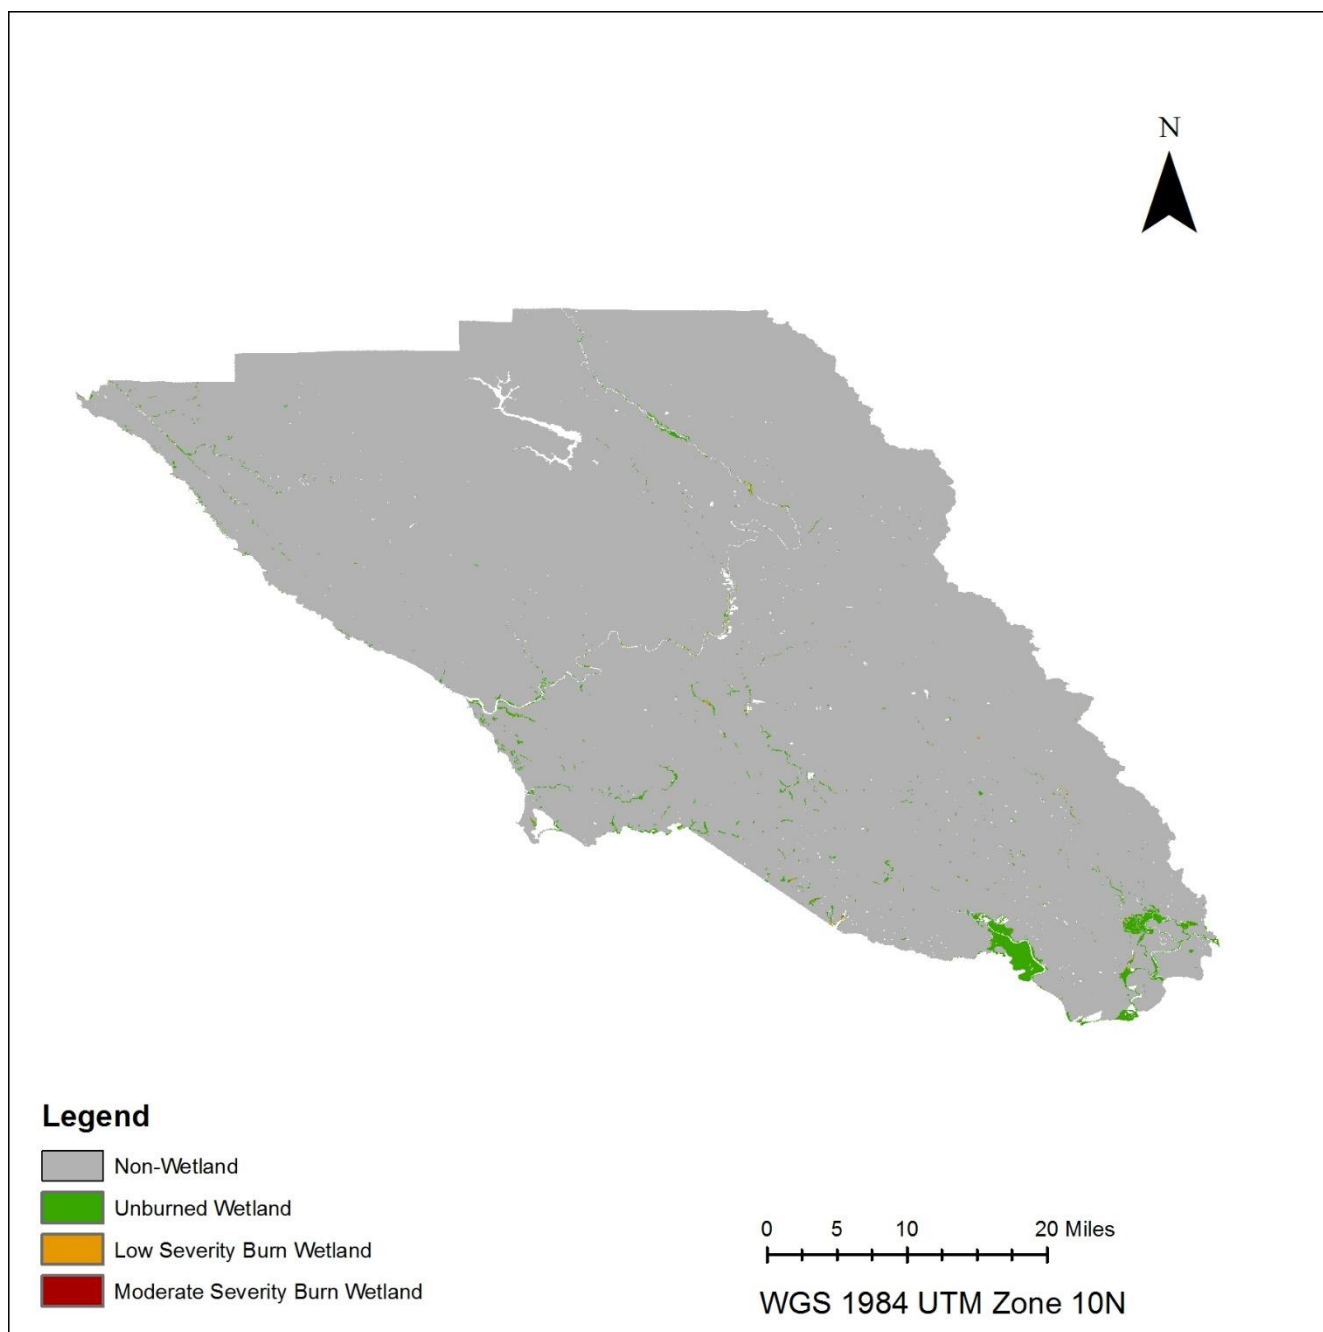 N
Legend
Non-Wetland
Unburned Wetland
Low Severity Burn Wetland
Moderate Severity Burn Wetland
0 5 10 20 Miles
WGS 1984 UTM Zone 10N